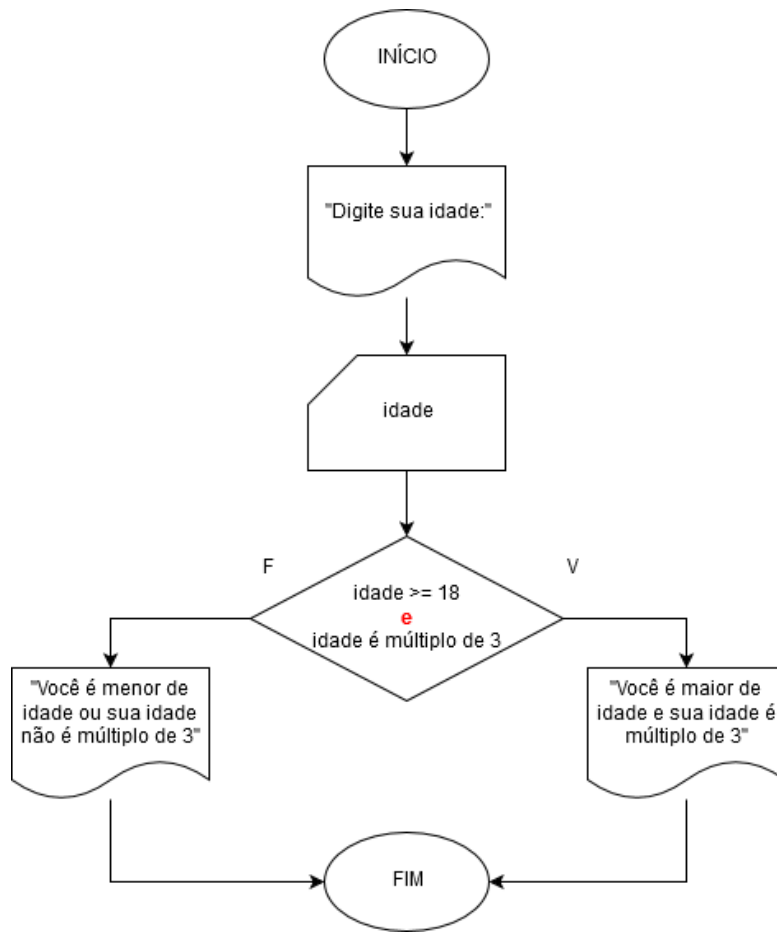 INÍCIO
"Digite sua idade:"
idade
F
V
idade >= 18
e
idade é múltiplo de 3
"Você é menor de
idade ou sua idade
não é múltiplo de 3"
"Você é maior de
idade e sua idade é
múltiplo de 3"
FIM